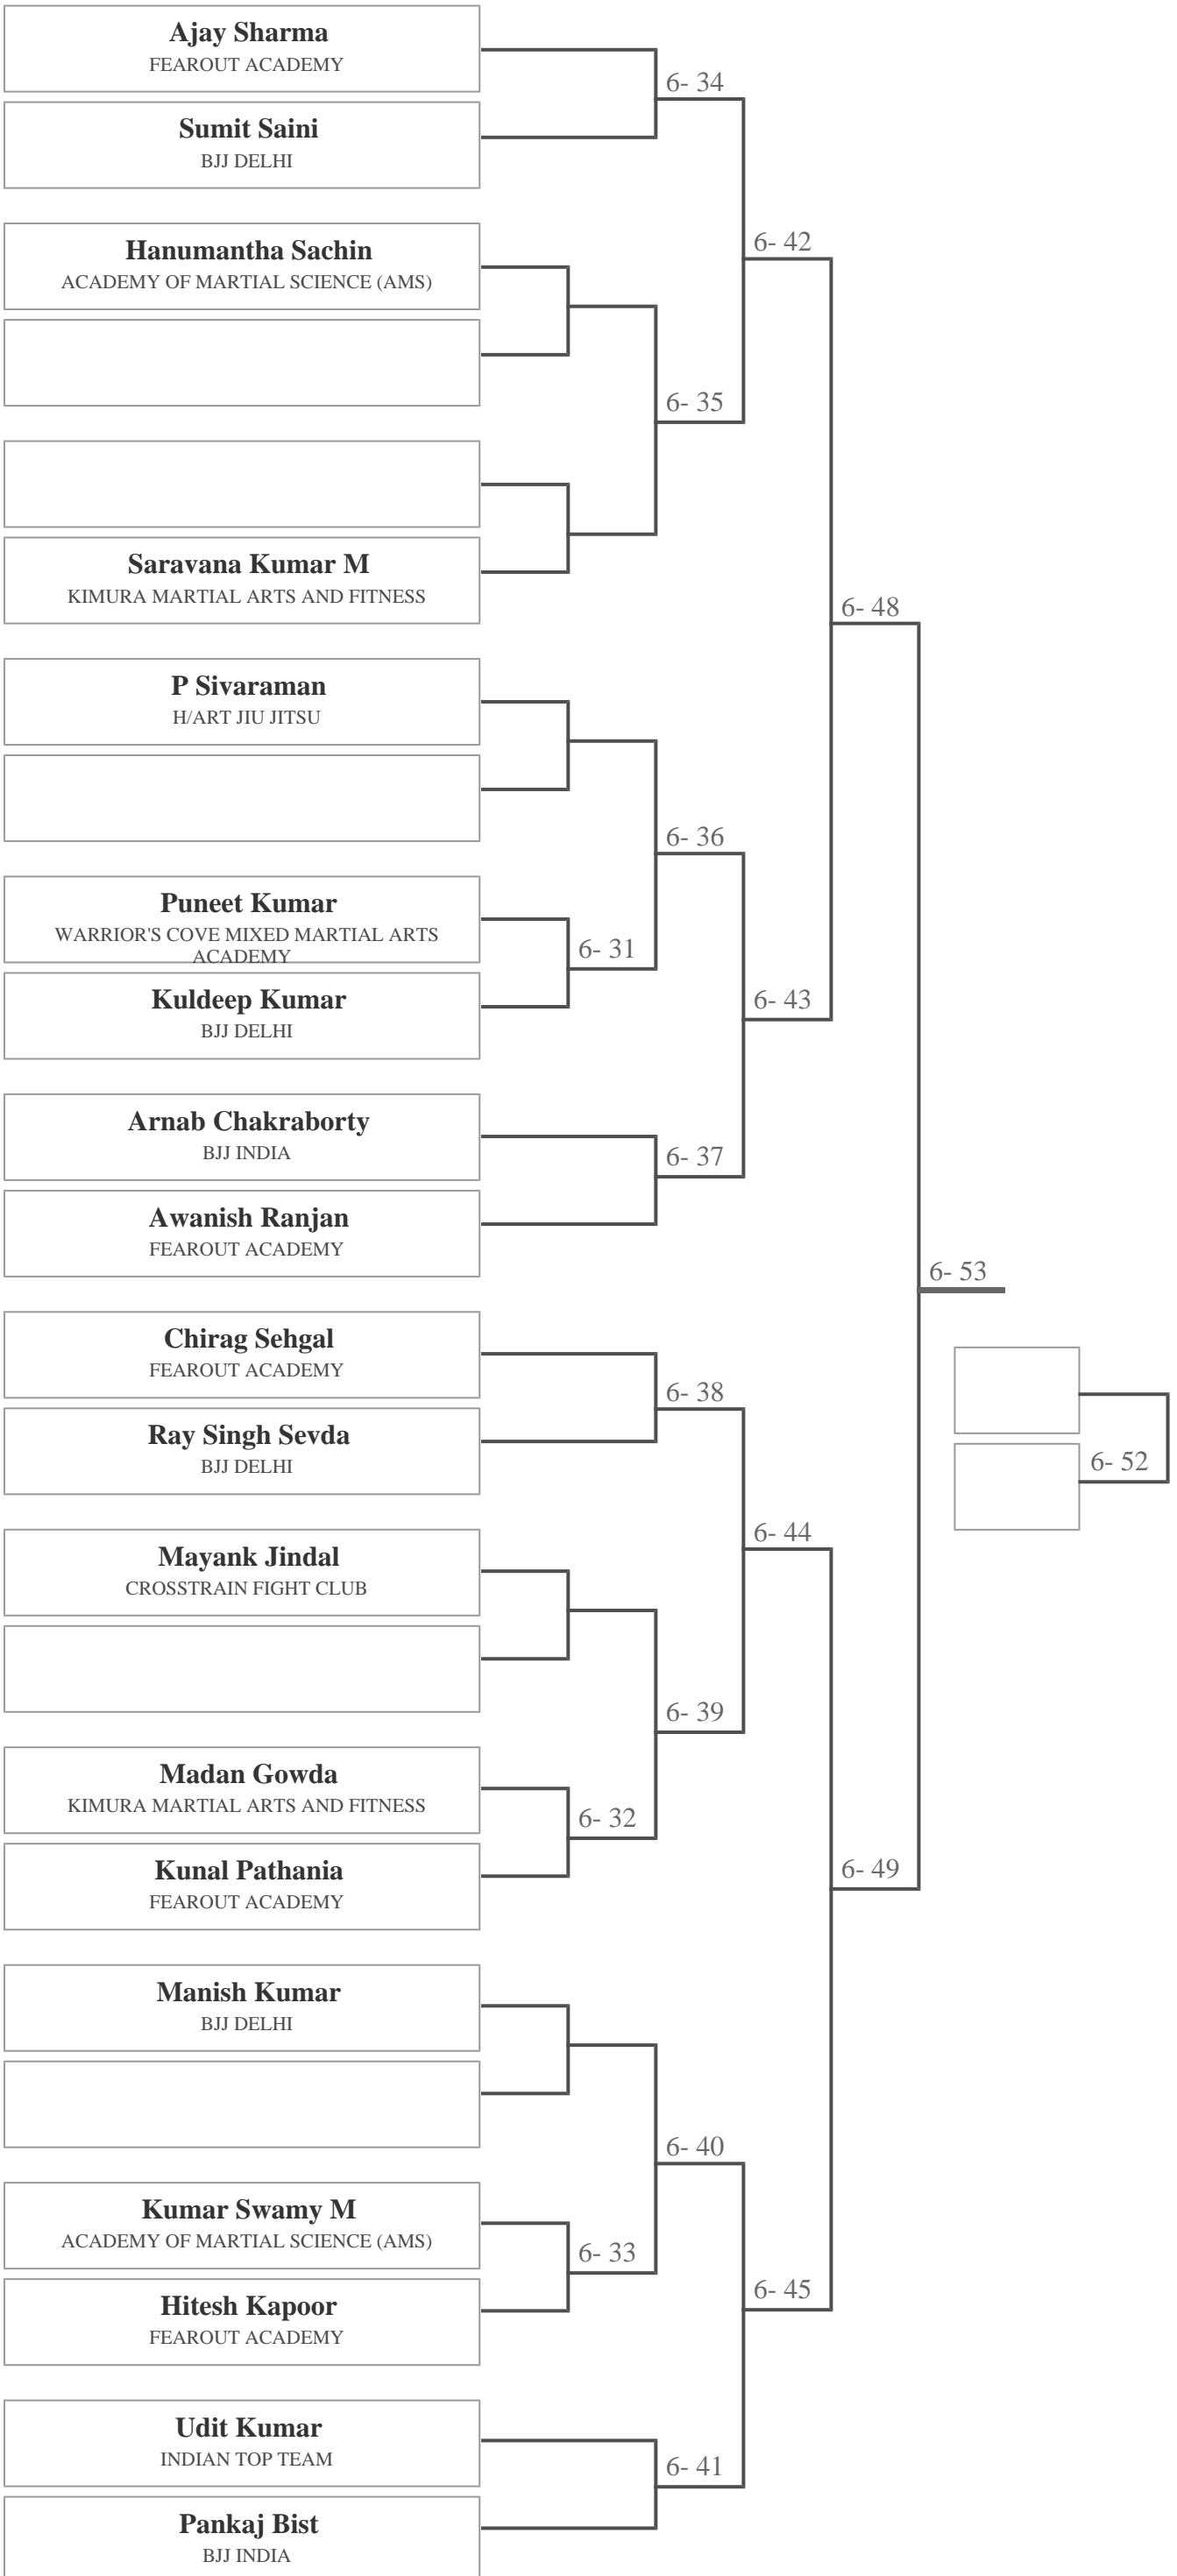 Ajay Sharma
FEAROUT ACADEMY
6- 34
Sumit Saini
BJJ DELHI
6- 42
Hanumantha Sachin
ACADEMY OF MARTIAL SCIENCE (AMS)
6- 35
Saravana Kumar M
KIMURA MARTIAL ARTS AND FITNESS
6- 48
P Sivaraman
H/ART JIU JITSU
6- 36
Puneet Kumar
WARRIOR'S COVE MIXED MARTIAL ARTS
ACADEMY
6- 31
Kuldeep Kumar
BJJ DELHI
6- 43
Arnab Chakraborty
BJJ INDIA
6- 37
Awanish Ranjan
FEAROUT ACADEMY
6- 53
Chirag Sehgal
FEAROUT ACADEMY
6- 38
Ray Singh Sevda
BJJ DELHI
6- 52
6- 44
Mayank Jindal
CROSSTRAIN FIGHT CLUB
6- 39
Madan Gowda
KIMURA MARTIAL ARTS AND FITNESS
6- 32
Kunal Pathania
FEAROUT ACADEMY
6- 49
Manish Kumar
BJJ DELHI
6- 40
Kumar Swamy M
ACADEMY OF MARTIAL SCIENCE (AMS)
6- 33
Hitesh Kapoor
FEAROUT ACADEMY
6- 45
Udit Kumar
INDIAN TOP TEAM
6- 41
Pankaj Bist
BJJ INDIA